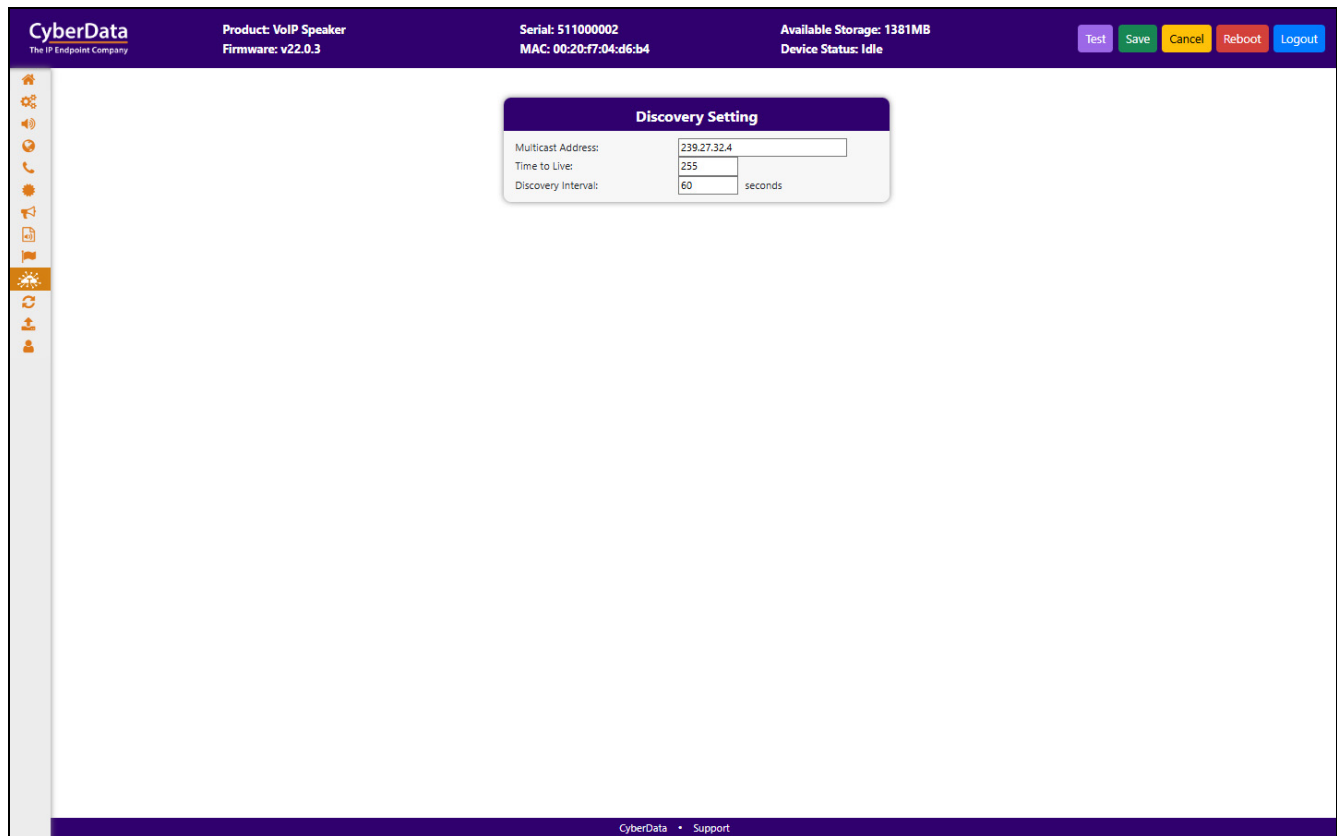 CyberData
The IP Endpoint Company
Product: VoIP Speaker
Firmware: v22.0.3
Serial: 511000002
MAC: 00:20:f7:04:d6:b4
Available Storage: 1381MB
Device Status: Idle
Test Save Cancel Reboot Logout
Discovery Setting
Multicast Address: 239.27.32.4
Time to Live: 255
Discovery Interval: 60 seconds
CyberData • Support